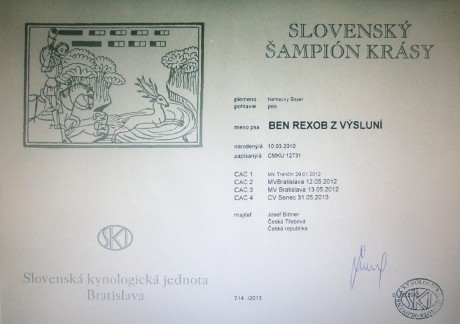 SLOVENSKÝ
ŠAMPIÓN KRÁSY
plemeno Nemecký Boxer
pohlavie pes
meno psa BEN REXOB Z VÝSLUNÍ
narodený/á 10.03.2010
zapísaný/á CMKU 12731
CAC 1 MV Trenčín 29.01.2012
CAC 2 MVBratislava 12.05.2012
CAC 3 MV Bratislava 13.05.2012
CAC 4 CV Senec 31.05.2013
majiteľ Josef Bittner
Česká Třebová
Česká republika
SKJ
Slovenská kynologická jednota
Bratislava
714 /2013
SKJ